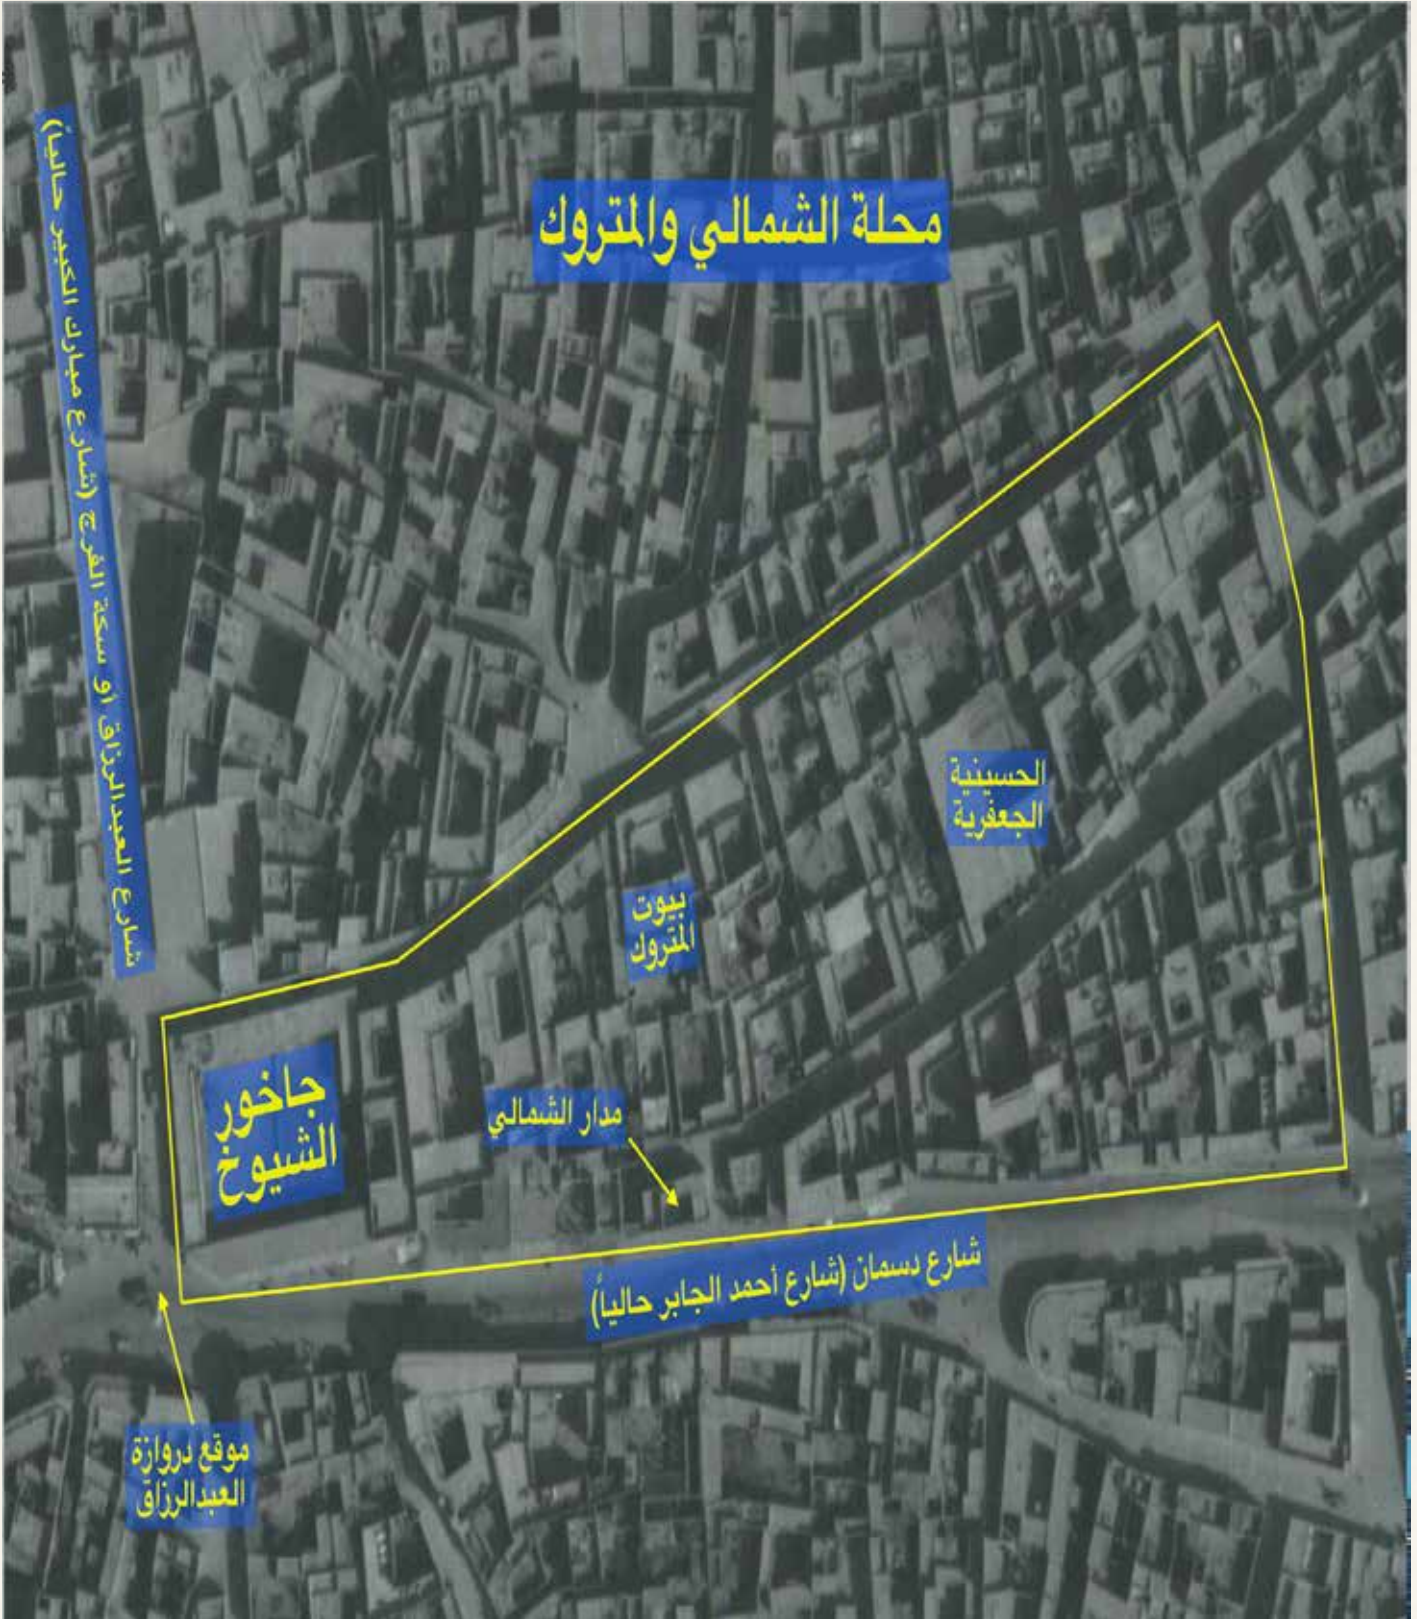 محلة الشمالي والمتروك
شارع العبدالرزاق أو سكة الفرج (شارع مبارك الكبير حالياً)
الحسينية
الجعفرية
بيوت
المتروك
جاخور
الشيوخ
مدار الشمالي
شارع دسمان (شارع أحمد الجابر حالياً)
موقع دروازة
العبدالرزاق